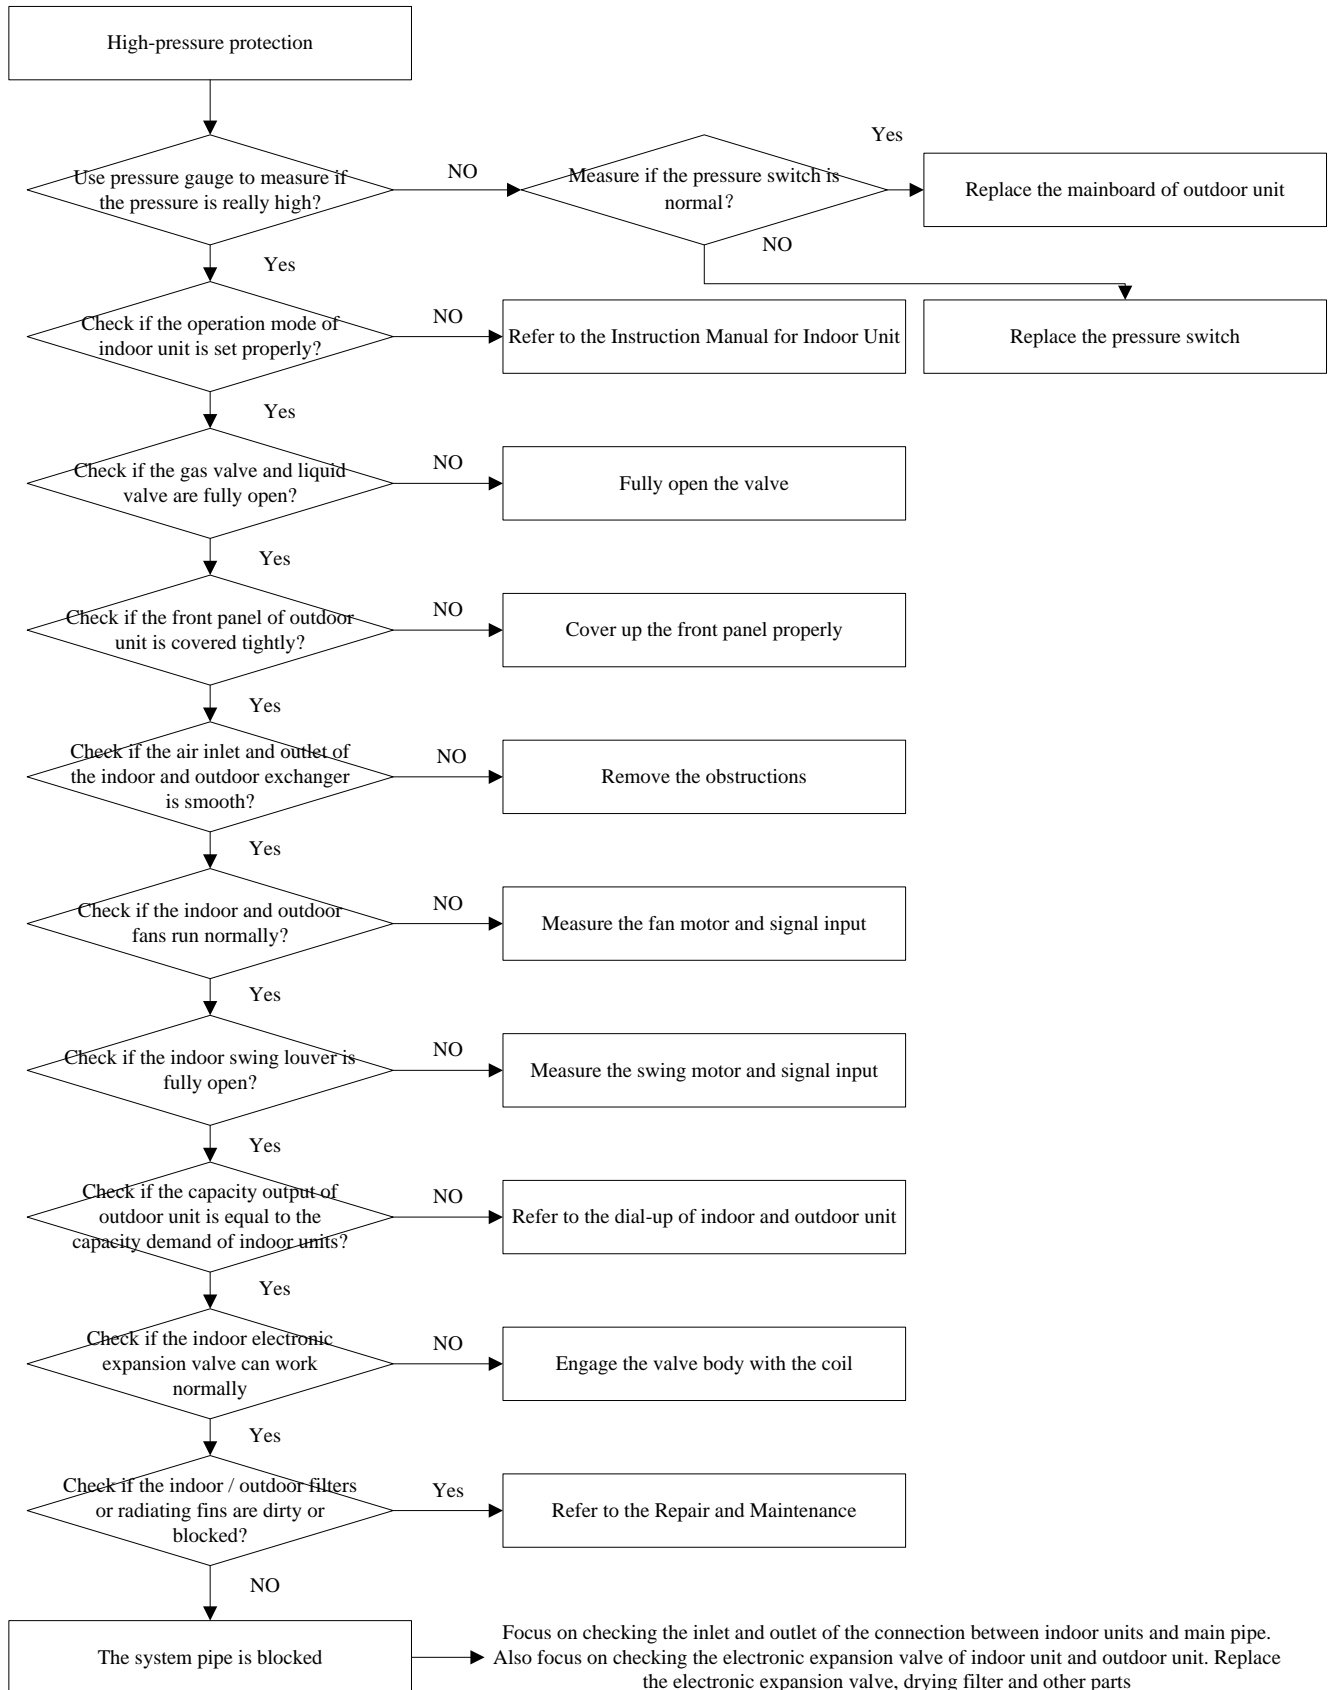 High-pressure protection
Yes
Use pressure gauge to measure if
the pressure is really high?
NO
Measure if the pressure switch is
normal?
Replace the mainboard of outdoor unit
NO
Yes
Check if the operation mode of
indoor unit is set properly?
NO
Refer to the Instruction Manual for Indoor Unit
Replace the pressure switch
Yes
Check if the gas valve and liquid
valve are fully open?
NO
Fully open the valve
Yes
Check if the front panel of outdoor
unit is covered tightly?
NO
Cover up the front panel properly
Yes
Check if the air inlet and outlet of
the indoor and outdoor exchanger
is smooth?
NO
Remove the obstructions
Yes
Check if the indoor and outdoor
fans run normally?
NO
Measure the fan motor and signal input
Yes
Check if the indoor swing louver is
fully open?
NO
Measure the swing motor and signal input
Yes
Check if the capacity output of
outdoor unit is equal to the
capacity demand of indoor units?
NO
Refer to the dial-up of indoor and outdoor unit
Yes
Check if the indoor electronic
expansion valve can work
normally
NO
Engage the valve body with the coil
Yes
Check if the indoor / outdoor filters
or radiating fins are dirty or
blocked?
Yes
Refer to the Repair and Maintenance
NO
The system pipe is blocked
Focus on checking the inlet and outlet of the connection between indoor units and main pipe.
Also focus on checking the electronic expansion valve of indoor unit and outdoor unit. Replace
the electronic expansion valve, drying filter and other parts